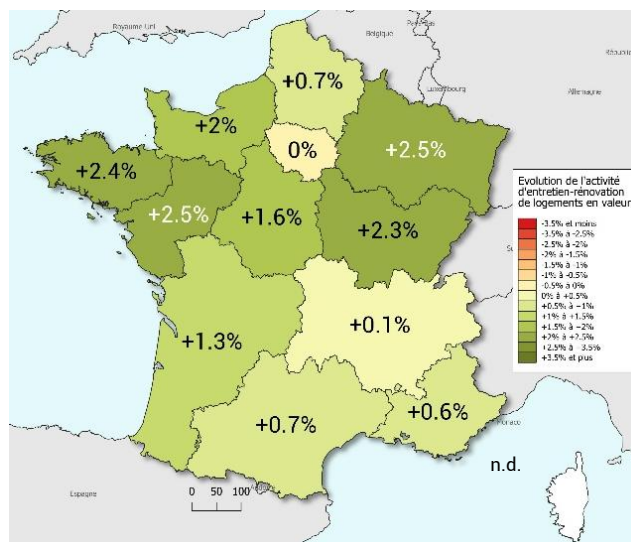 Royaume-Uni
Belgique
Luxembourg
Allemagne
+0.7%
+2%
0%
+2.5%
+2.4%
+2.5%
+1.6%
+2.3%
+1.3%
+0.1%
+0.7%
+0.6%
Monaco
n.d.
Espagne
0 50 100
Evolution de l'activité
d'entretien-rénovation
de logements en valeur
-3.5% et moins
-3.5% à -2.5%
-2.5% à -2%
-2% à -1.5%
-1.5% à -1%
-1% à -0.5%
-0.5% à 0%
0% à +0.5%
+0.5% à +1%
+1% à +1.5%
+1.5% à +2%
+2% à +2.5%
+2.5% à +3.5%
+3.5% et plus